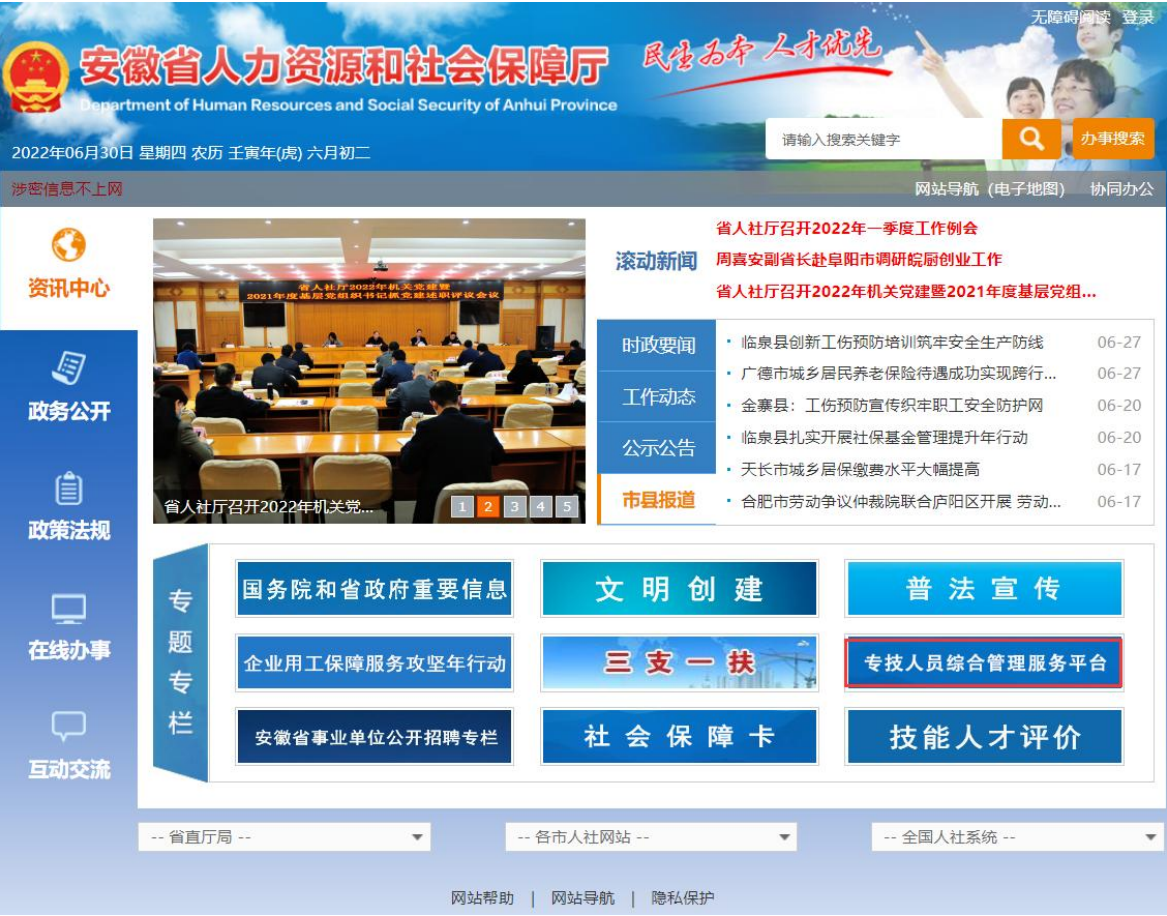 无障碍阅读 登录
安徽省人力资源和社会保障厅
Department of Human Resources and Social Security of Anhui Province
民生为本 人才优先
请输入搜索关键字
办事搜索
2022年06月30日 星期四 农历 壬寅年(虎) 六月初二
涉密信息不上网
网站导航 (电子地图) 协同办公
资讯中心
政务公开
政策法规
在线办事
互动交流
省人社厅2022年机关党建暨
2021年度基层党组织书记抓党建述职评议会议
省人社厅召开2022年机关党...
1 2 3 4 5
滚动新闻
省人社厅召开2022年一季度工作例会
周喜安副省长赴阜阳市调研皖厨创业工作
省人社厅召开2022年机关党建暨2021年度基层党组...
时政要闻
工作动态
公示公告
市县报道
· 临泉县创新工伤预防培训筑牢安全生产防线 06-27
· 广德市城乡居民养老保险待遇成功实现跨行... 06-27
· 金寨县：工伤预防宣传织牢职工安全防护网 06-20
· 临泉县扎实开展社保基金管理提升年行动 06-20
· 天长市城乡居保缴费水平大幅提高 06-17
· 合肥市劳动争议仲裁院联合庐阳区开展 劳动... 06-17
专题专栏
国务院和省政府重要信息
文明创建
普法宣传
企业用工保障服务攻坚年行动
三支一扶
专技人员综合管理服务平台
安徽省事业单位公开招聘专栏
社会保障卡
技能人才评价
-- 省直厅局 --
-- 各市人社网站 --
-- 全国人社系统 --
网站帮助 | 网站导航 | 隐私保护